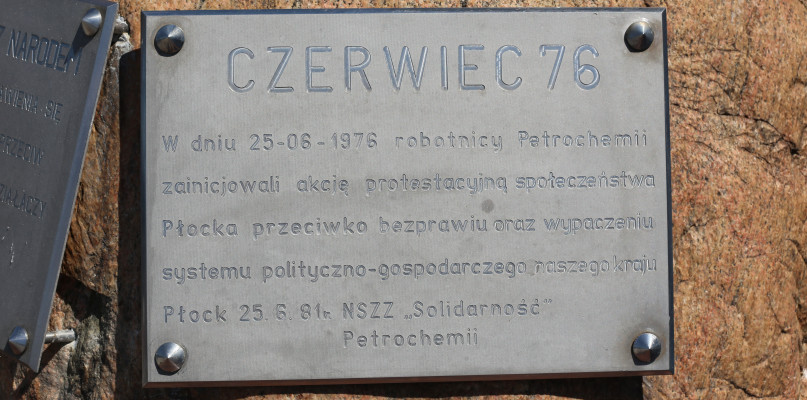 NARODEM
CZERWIEC 76
W dniu 25-06-1976 robotnicy Petrochemii
zainicjowali akcję protestacyjną społeczeństwa
Płocka przeciwko bezprawiu oraz wypaczeniu
systemu polityczno-gospodarczego naszego kraju
Płock 25.6.81r. NSZZ „Solidarność"
Petrochemii